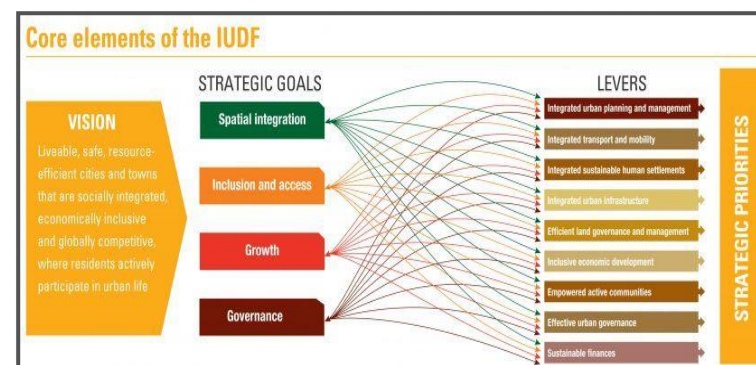 Core elements of the IUDF
STRATEGIC GOALS
LEVERS
VISION
Liveable, safe, resource-
efficient cities and towns
that are socially integrated,
economically inclusive
and globally competitive,
where residents actively
participate in urban life
Spatial integration
Inclusion and access
Growth
Governance
Integrated urban planning and management
Integrated transport and mobility
Integrated sustainable human settlements
Integrated urban infrastructure
Efficient land governance and management
Inclusive economic development
Empowered active communities
Effective urban governance
Sustainable finances
STRATEGIC PRIORITIES